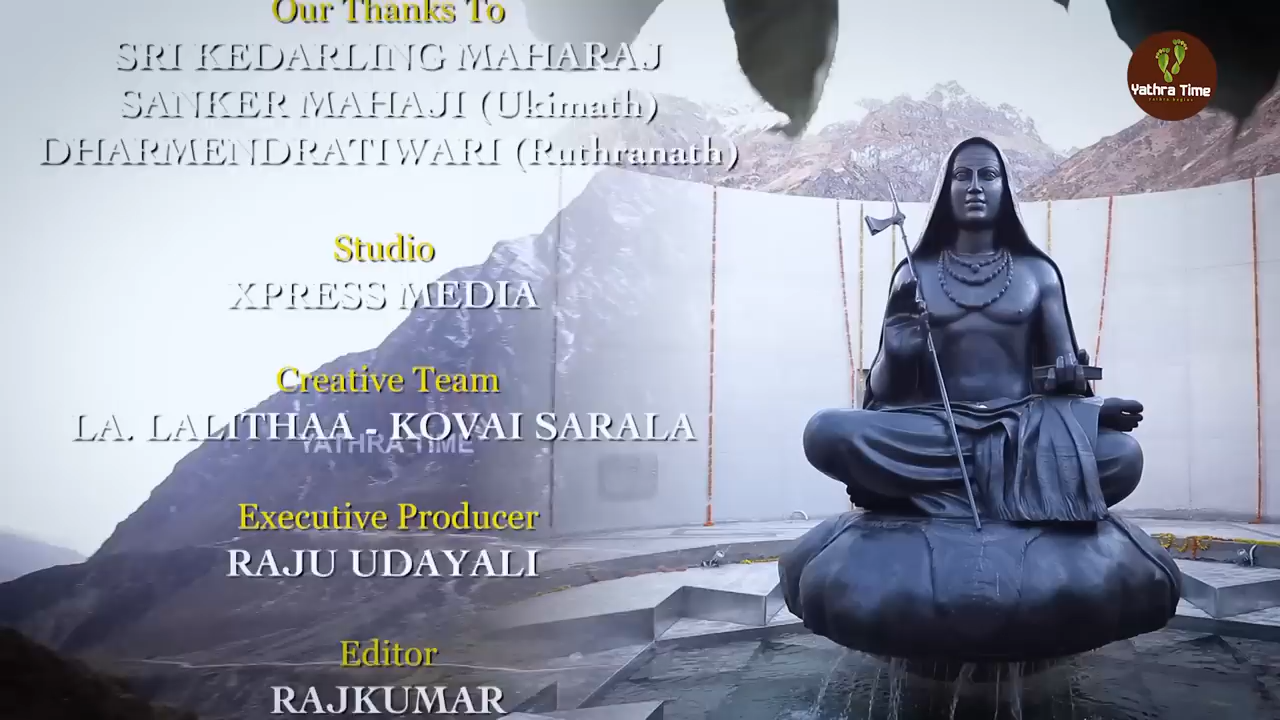 Our Thanks To
SRI KEDARLING MAHARAJ
SANKER MAHAJI (Ukimath)
DHARMENDRATIWARI (Ruthranath)
Yathra Time
Studio
XPRESS MEDIA
Creative Team
LA. LALITHAA - KOVAI SARALA
YATHRA TIME
Executive Producer
RAJU UDAYALI
Editor
RAJKUMAR